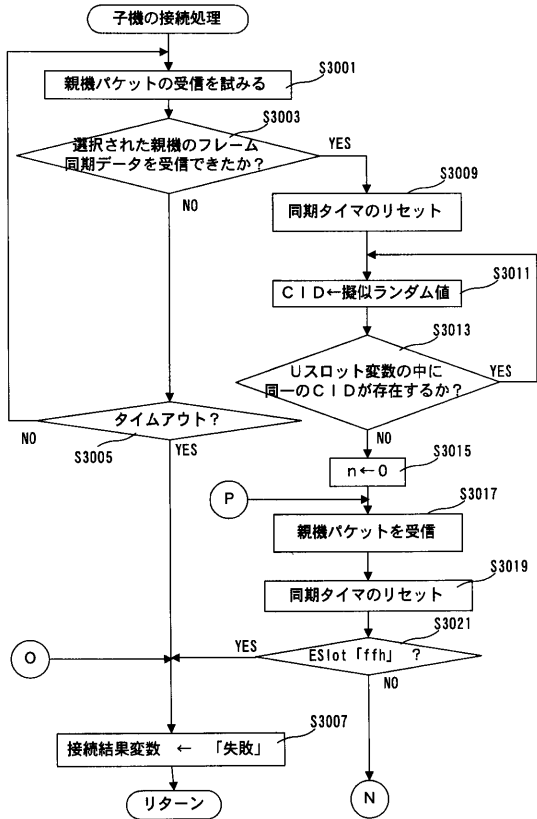 子機の接続処理
親機パケットの受信を試みる
S3001
選択された親機のフレーム
同期データを受信できたか?
S3003
YES
NO
同期タイマのリセット
S3009
CID←擬似ランダム値
S3011
Uスロット変数の中に
同一のCIDが存在するか?
S3013
YES
NO
タイムアウト?
NO
S3005
YES
n←0
S3015
P
親機パケットを受信
S3017
同期タイマのリセット
S3019
ESlot「ffh」 ?
S3021
YES
NO
O
接続結果変数 ← 「失敗」
S3007
リターン
N